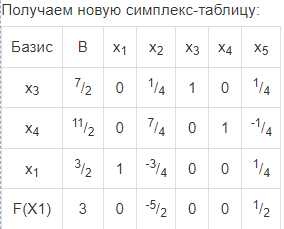 Получаем новую симплекс-таблицу:
Базис B x1 x2 x3 x4 x5
x3 7/2 0 1/4 1 0 1/4
x4 11/2 0 7/4 0 1 -1/4
x1 3/2 1 -3/4 0 0 1/4
F(X1) 3 0 -5/2 0 0 1/2